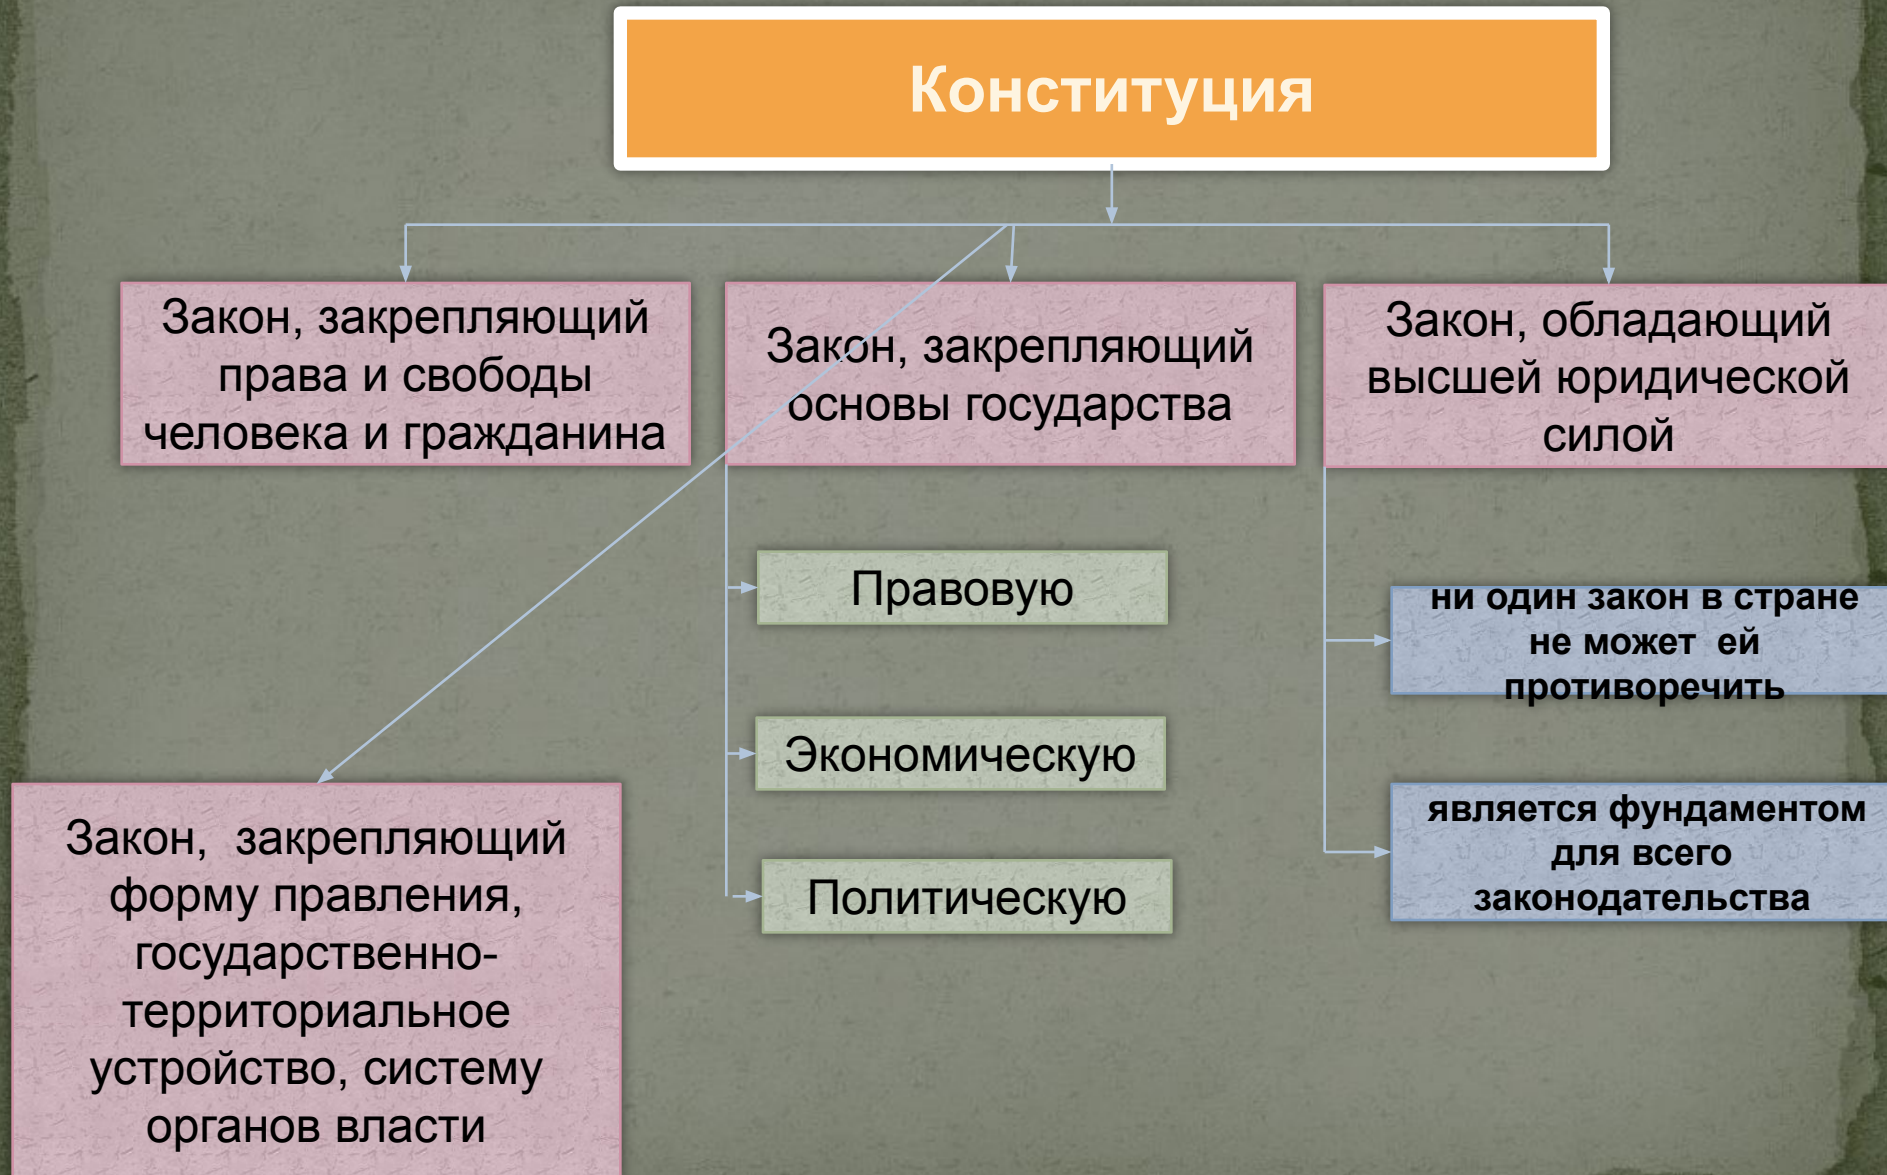 Конституция
Закон, закрепляющий
права и свободы
человека и гражданина
Закон, закрепляющий
основы государства
Закон, обладающий
высшей юридической
силой
Правовую
Экономическую
Политическую
ни один закон в стране
не может  ей
противоречить
является фундаментом
для всего
законодательства
Закон,  закрепляющий
форму правления,
государственно-
территориальное
устройство, систему
органов власти